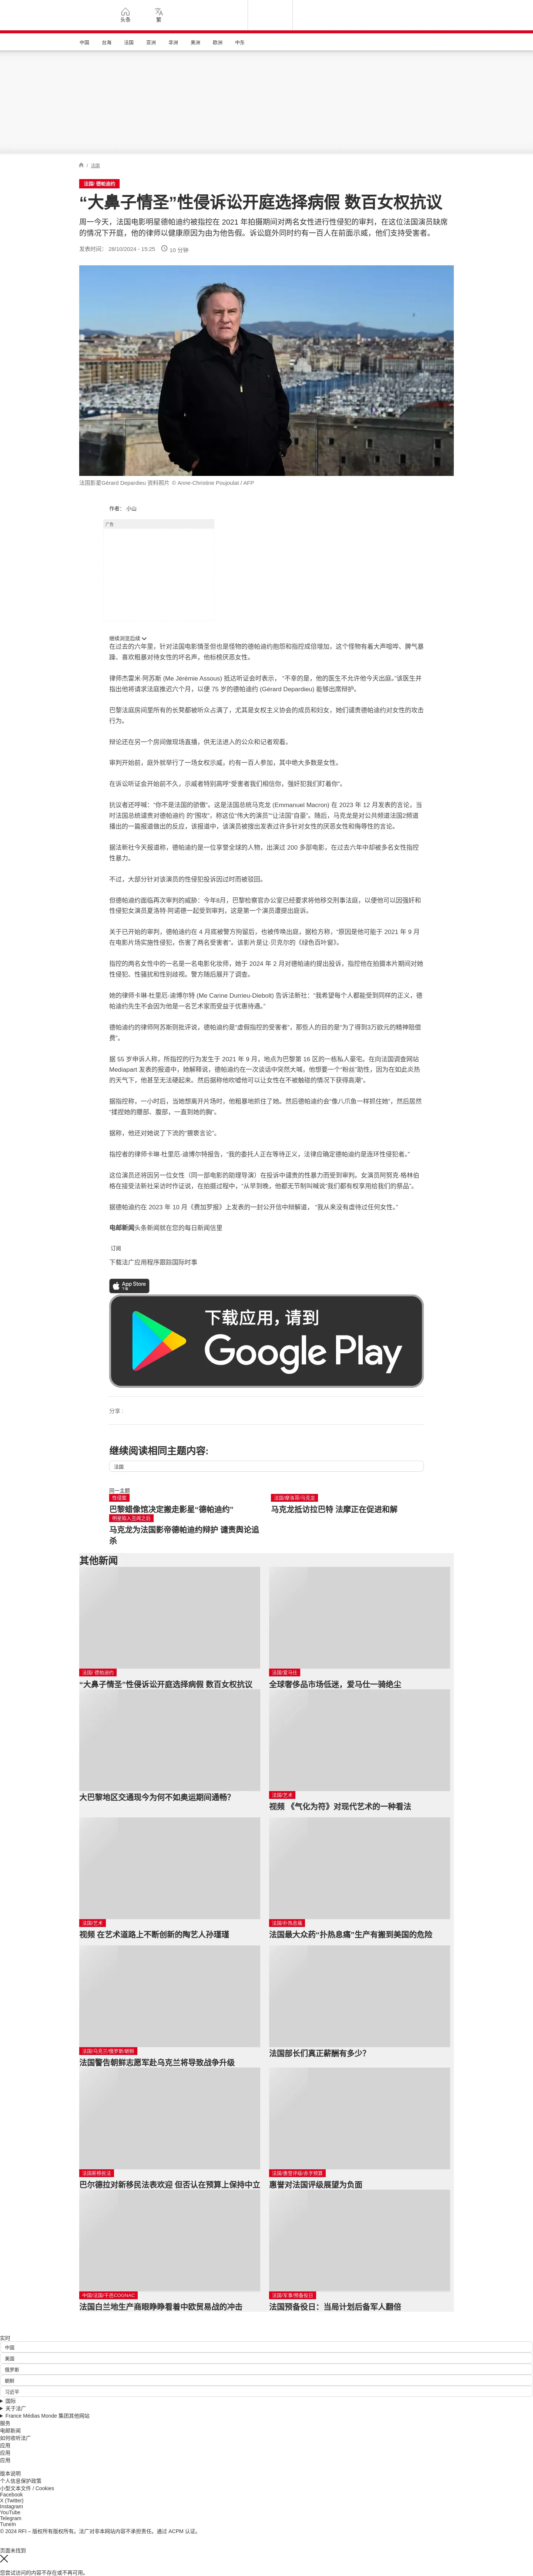 头条
繁
中国
台海
法国
亚洲
非洲
美洲
欧洲
中东
/ 法国
法国/ 德帕迪约
“大鼻子情圣”性侵诉讼开庭选择病假 数百女权抗议
周一今天，法国电影明星德帕迪约被指控在 2021 年拍摄期间对两名女性进行性侵犯的审判，在这位法国演员缺席
的情况下开庭，他的律师以健康原因为由为他告假。诉讼庭外同时约有一百人在前面示威，他们支持受害者。
发表时间： 28/10/2024 - 15:25 10 分钟
法国影星Gérard Depardieu 资料照片 © Anne-Christine Poujoulat / AFP
作者： 小山
广告
继续浏览后续
在过去的六年里，针对法国电影情圣但也是怪物的德帕迪约抱怨和指控成倍增加，这个怪物有着大声喧哗、脾气暴
躁、喜欢粗暴对待女性的坏名声，他标榜厌恶女性。
律师杰雷米·阿苏斯 (Me Jérémie Assous) 抵达听证会时表示， “不幸的是，他的医生不允许他今天出庭。”该医生并
指出他将请求法庭推迟六个月，以便 75 岁的德帕迪约 (Gérard Depardieu) 能够出席辩护。
巴黎法庭房间里所有的长凳都被听众占满了，尤其是女权主义协会的成员和妇女，她们谴责德帕迪约对女性的攻击
行为。
辩论还在另一个房间做现场直播，供无法进入的公众和记者观看。
审判开始前，庭外就举行了一场女权示威，约有一百人参加，其中绝大多数是女性。
在诉讼听证会开始前不久，示威者特别高呼“受害者我们相信你，强奸犯我们盯着你”。
抗议者还呼喊：“你不是法国的骄傲”。这是法国总统马克龙 (Emmanuel Macron) 在 2023 年 12 月发表的言论，当
时法国总统谴责对德帕迪约 的“围攻”，称这位“伟大的演员”“让法国”自豪”。随后，马克龙是对公共频道法国2频道
播出的一篇报道做出的反应，该报道中，该演员被捜出发表过许多针对女性的厌恶女性和侮辱性的言论。
据法新社今天报道称，德帕迪约是一位享誉全球的人物，出演过 200 多部电影，在过去六年中却被多名女性指控
性暴力。
不过，大部分针对该演员的性侵犯投诉因过时而被驳回。
但德帕迪约面临再次审判的威胁：今年8月，巴黎检察官办公室已经要求将他移交刑事法庭，以便他可以因强奸和
性侵犯女演员夏洛特·阿诺德一起受到审判，这是第一个演员遭提出庭诉。
关于已开始的审判，德帕迪约在 4 月底被警方拘留后，也被传唤出庭，据检方称，“原因是他可能于 2021 年 9 月
在电影片场实施性侵犯，伤害了两名受害者”。该影片是让·贝克尔的《绿色百叶窗》。
指控的两名女性中的一名是一名电影化妆师，她于 2024 年 2 月对德帕迪约提出投诉，指控他在拍摄本片期间对她
性侵犯、性骚扰和性别歧视。警方随后展开了调查。
她的律师卡琳·杜里厄-迪博尔特 (Me Carine Durrieu-Diebolt) 告诉法新社：“我希望每个人都能受到同样的正义，德
帕迪约先生不会因为他是一名艺术家而受益于优惠待遇。”
德帕迪约的律师阿苏斯则批评说，德帕迪约是“虚假指控的受害者”，那些人的目的是“为了得到3万欧元的精神赔偿
费”。
据 55 岁申诉人称，所指控的行为发生于 2021 年 9 月，地点为巴黎第 16 区的一栋私人豪宅。在向法国调查网站
Mediapart 发表的报道中，她解释说，德帕迪约在一次谈话中突然大喊，他想要一个“粉丝”助性，因为在如此炎热
的天气下，他甚至无法硬起来。然后据称他吹嘘他可以让女性在不被触碰的情况下获得高潮”。
据指控称，一小时后，当她想离开片场时，他粗暴地抓住了她。然后德帕迪约会“像八爪鱼一样抓住她”，然后居然
“揉捏她的腰部、腹部，一直到她的胸”。
据称，他还对她说了下流的“猥亵言论”。
指控者的律师卡琳·杜里厄-迪博尔特报告，“我的委托人正在等待正义，法律应确定德帕迪约是连环性侵犯者。”
这位演员还将因另一位女性（同一部电影的助理导演）在投诉中谴责的性暴力而受到审判。女演员阿努克·格林伯
格在接受法新社采访时作证说，在拍摄过程中，“从早到晚，他都无节制叫喊说“我们都有权享用给我们的祭品”。
据德帕迪约在 2023 年 10 月《费加罗报》上发表的一封公开信中辩解道， “我从来没有虐待过任何女性。”
电邮新闻头条新闻就在您的每日新闻信里
订阅
下载法广应用程序跟踪国际时事
App Store
下载应用，请到
Google Play
分享 :
继续阅读相同主题内容:
法国
同一主题
性侵案
巴黎蜡像馆决定搬走影星“德帕迪约”
法国/摩洛哥/马克龙
马克龙抵访拉巴特 法摩正在促进和解
明星陷入丑闻之后
马克龙为法国影帝德帕迪约辩护 谴责舆论追
杀
其他新闻
法国/ 德帕迪约
“大鼻子情圣”性侵诉讼开庭选择病假 数百女权抗议
法国/爱马仕
全球奢侈品市场低迷，爱马仕一骑绝尘
大巴黎地区交通现今为何不如奥运期间通畅？
法国/艺术
视频 《气化为符》对现代艺术的一种看法
法国/艺术
视频 在艺术道路上不断创新的陶艺人孙瑾瑾
法国/扑热息痛
法国最大众药“扑热息痛”生产有搬到美国的危险
法国/乌克兰/俄罗斯/朝鲜
法国警告朝鲜志愿军赴乌克兰将导致战争升级
法国部长们真正薪酬有多少？
法国新移民法
巴尔德拉对新移民法表欢迎 但否认在预算上保持中立
法国/惠誉评级/赤字预算
惠誉对法国评级展望为负面
中国/法国/干邑COGNAC
法国白兰地生产商眼睁睁看着中欧贸易战的冲击
法国/军事/预备役日
法国预备役日：当局计划后备军人翻倍
实时
中国
美国
俄罗斯
朝鲜
习近平
国际
关于法广
France Médias Monde 集团其他网站
服务
电邮新闻
如何收听法广
应用
应用
应用
版本说明
个人信息保护政策
小型文本文件 / Cookies
Facebook
X (Twitter)
Instagram
YouTube
Telegram
TuneIn
© 2024 RFI – 版权所有版权所有。法广对非本网站内容不承担责任。通过 ACPM 认证。
页面未找到
您尝试访问的内容不存在或不再可用。